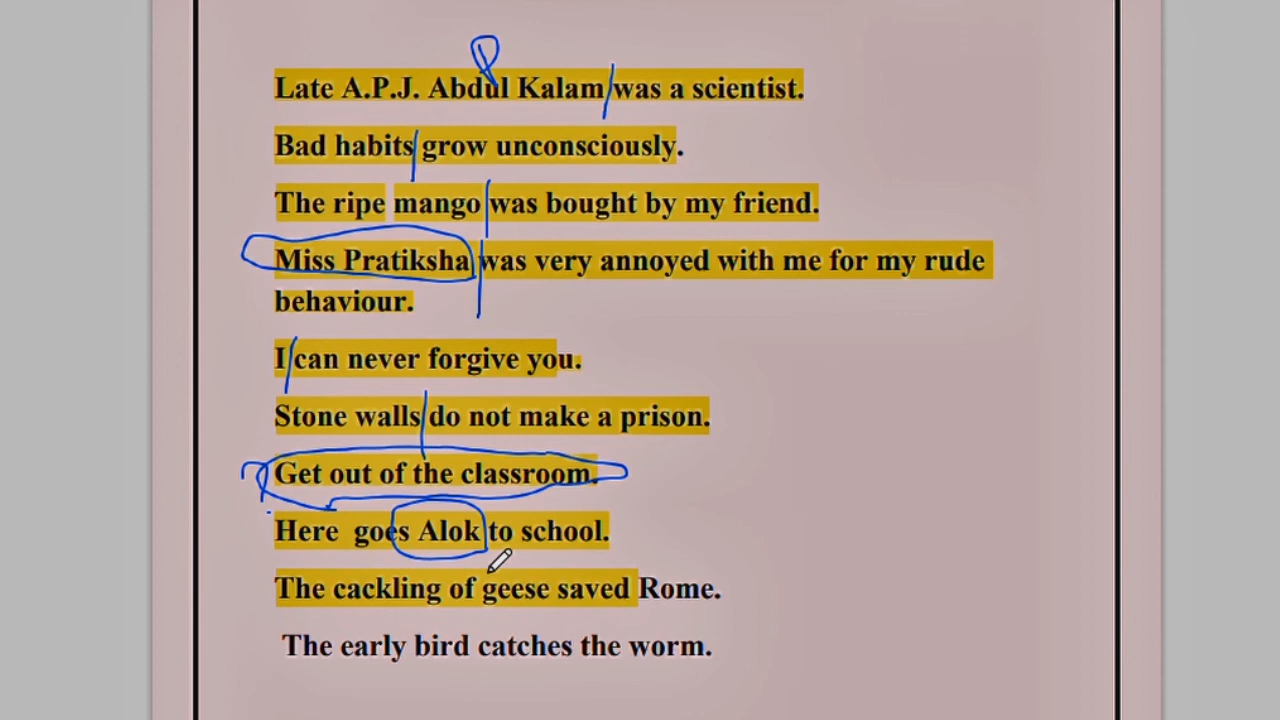 Late A.P.J. Abdul Kalam was a scientist.
Bad habits grow unconsciously.
The ripe mango was bought by my friend.
Miss Pratiksha was very annoyed with me for my rude
behaviour.
I can never forgive you.
Stone walls do not make a prison.
Get out of the classroom.
Here goes Alok to school.
The cackling of geese saved Rome.
The early bird catches the worm.